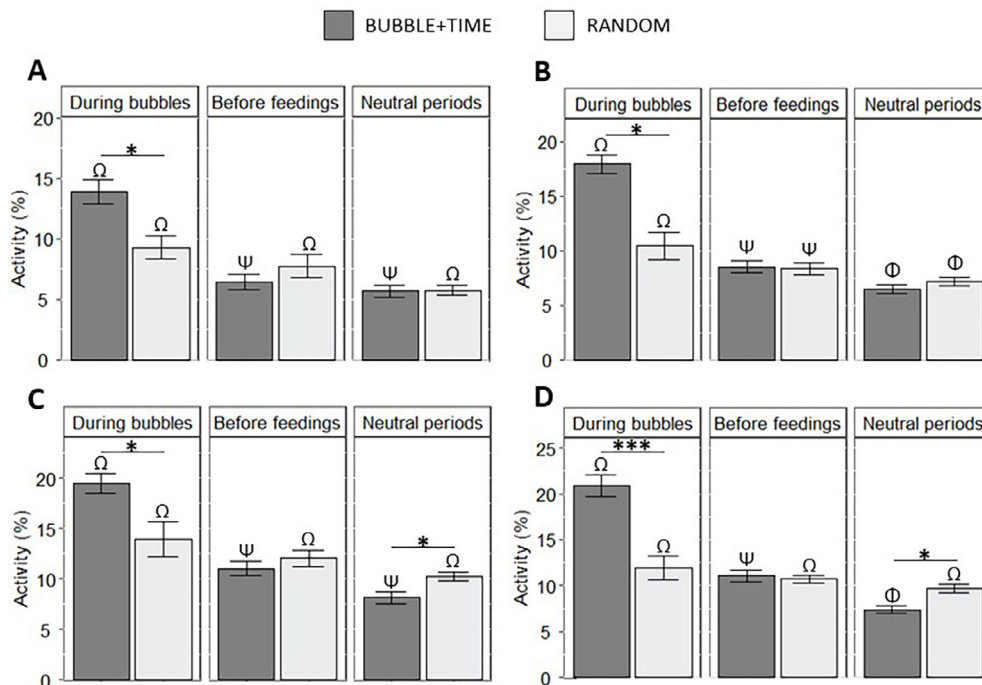 BUBBLE+TIME RANDOM
A
During bubbles Before feedings Neutral periods
Activity (%)
20
15
10
5
0
*
Ω Ω Ψ Ω Ψ Ω
B
During bubbles Before feedings Neutral periods
Activity (%)
20
15
10
5
0
*
Ω Ω Ψ Ψ Φ Φ
C
During bubbles Before feedings Neutral periods
Activity (%)
20
15
10
5
0
* *
Ω Ω Ψ Ω Ψ Ω
D
During bubbles Before feedings Neutral periods
Activity (%)
25
20
15
10
5
0
*** *
Ω Ω Ψ Ω Φ Ω